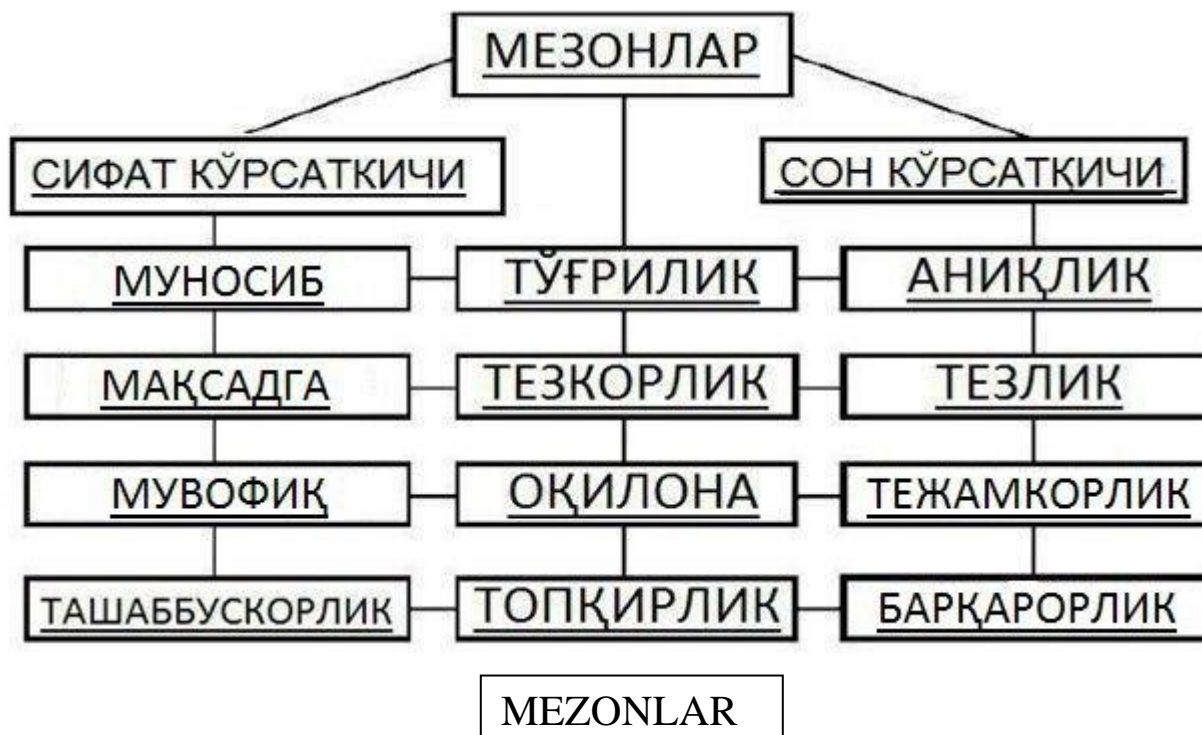 МЕЗОНЛАР
СИФАТ КЎРСАТКИЧИ
СОН КЎРСАТҚИЧИ
МУНОСИБ
ТЎҒРИЛИК
АНИҚЛИК
МАҚСАДГА
ТЕЗКОРЛИК
ТЕЗЛИК
МУВОФИҚ
ОҚИЛОНА
ТЕЖАМКОРЛИК
ТАШАББУСКОРЛИК
ТОПҚИРЛИК
БАРҚАРОРЛИК
MEZONLAR